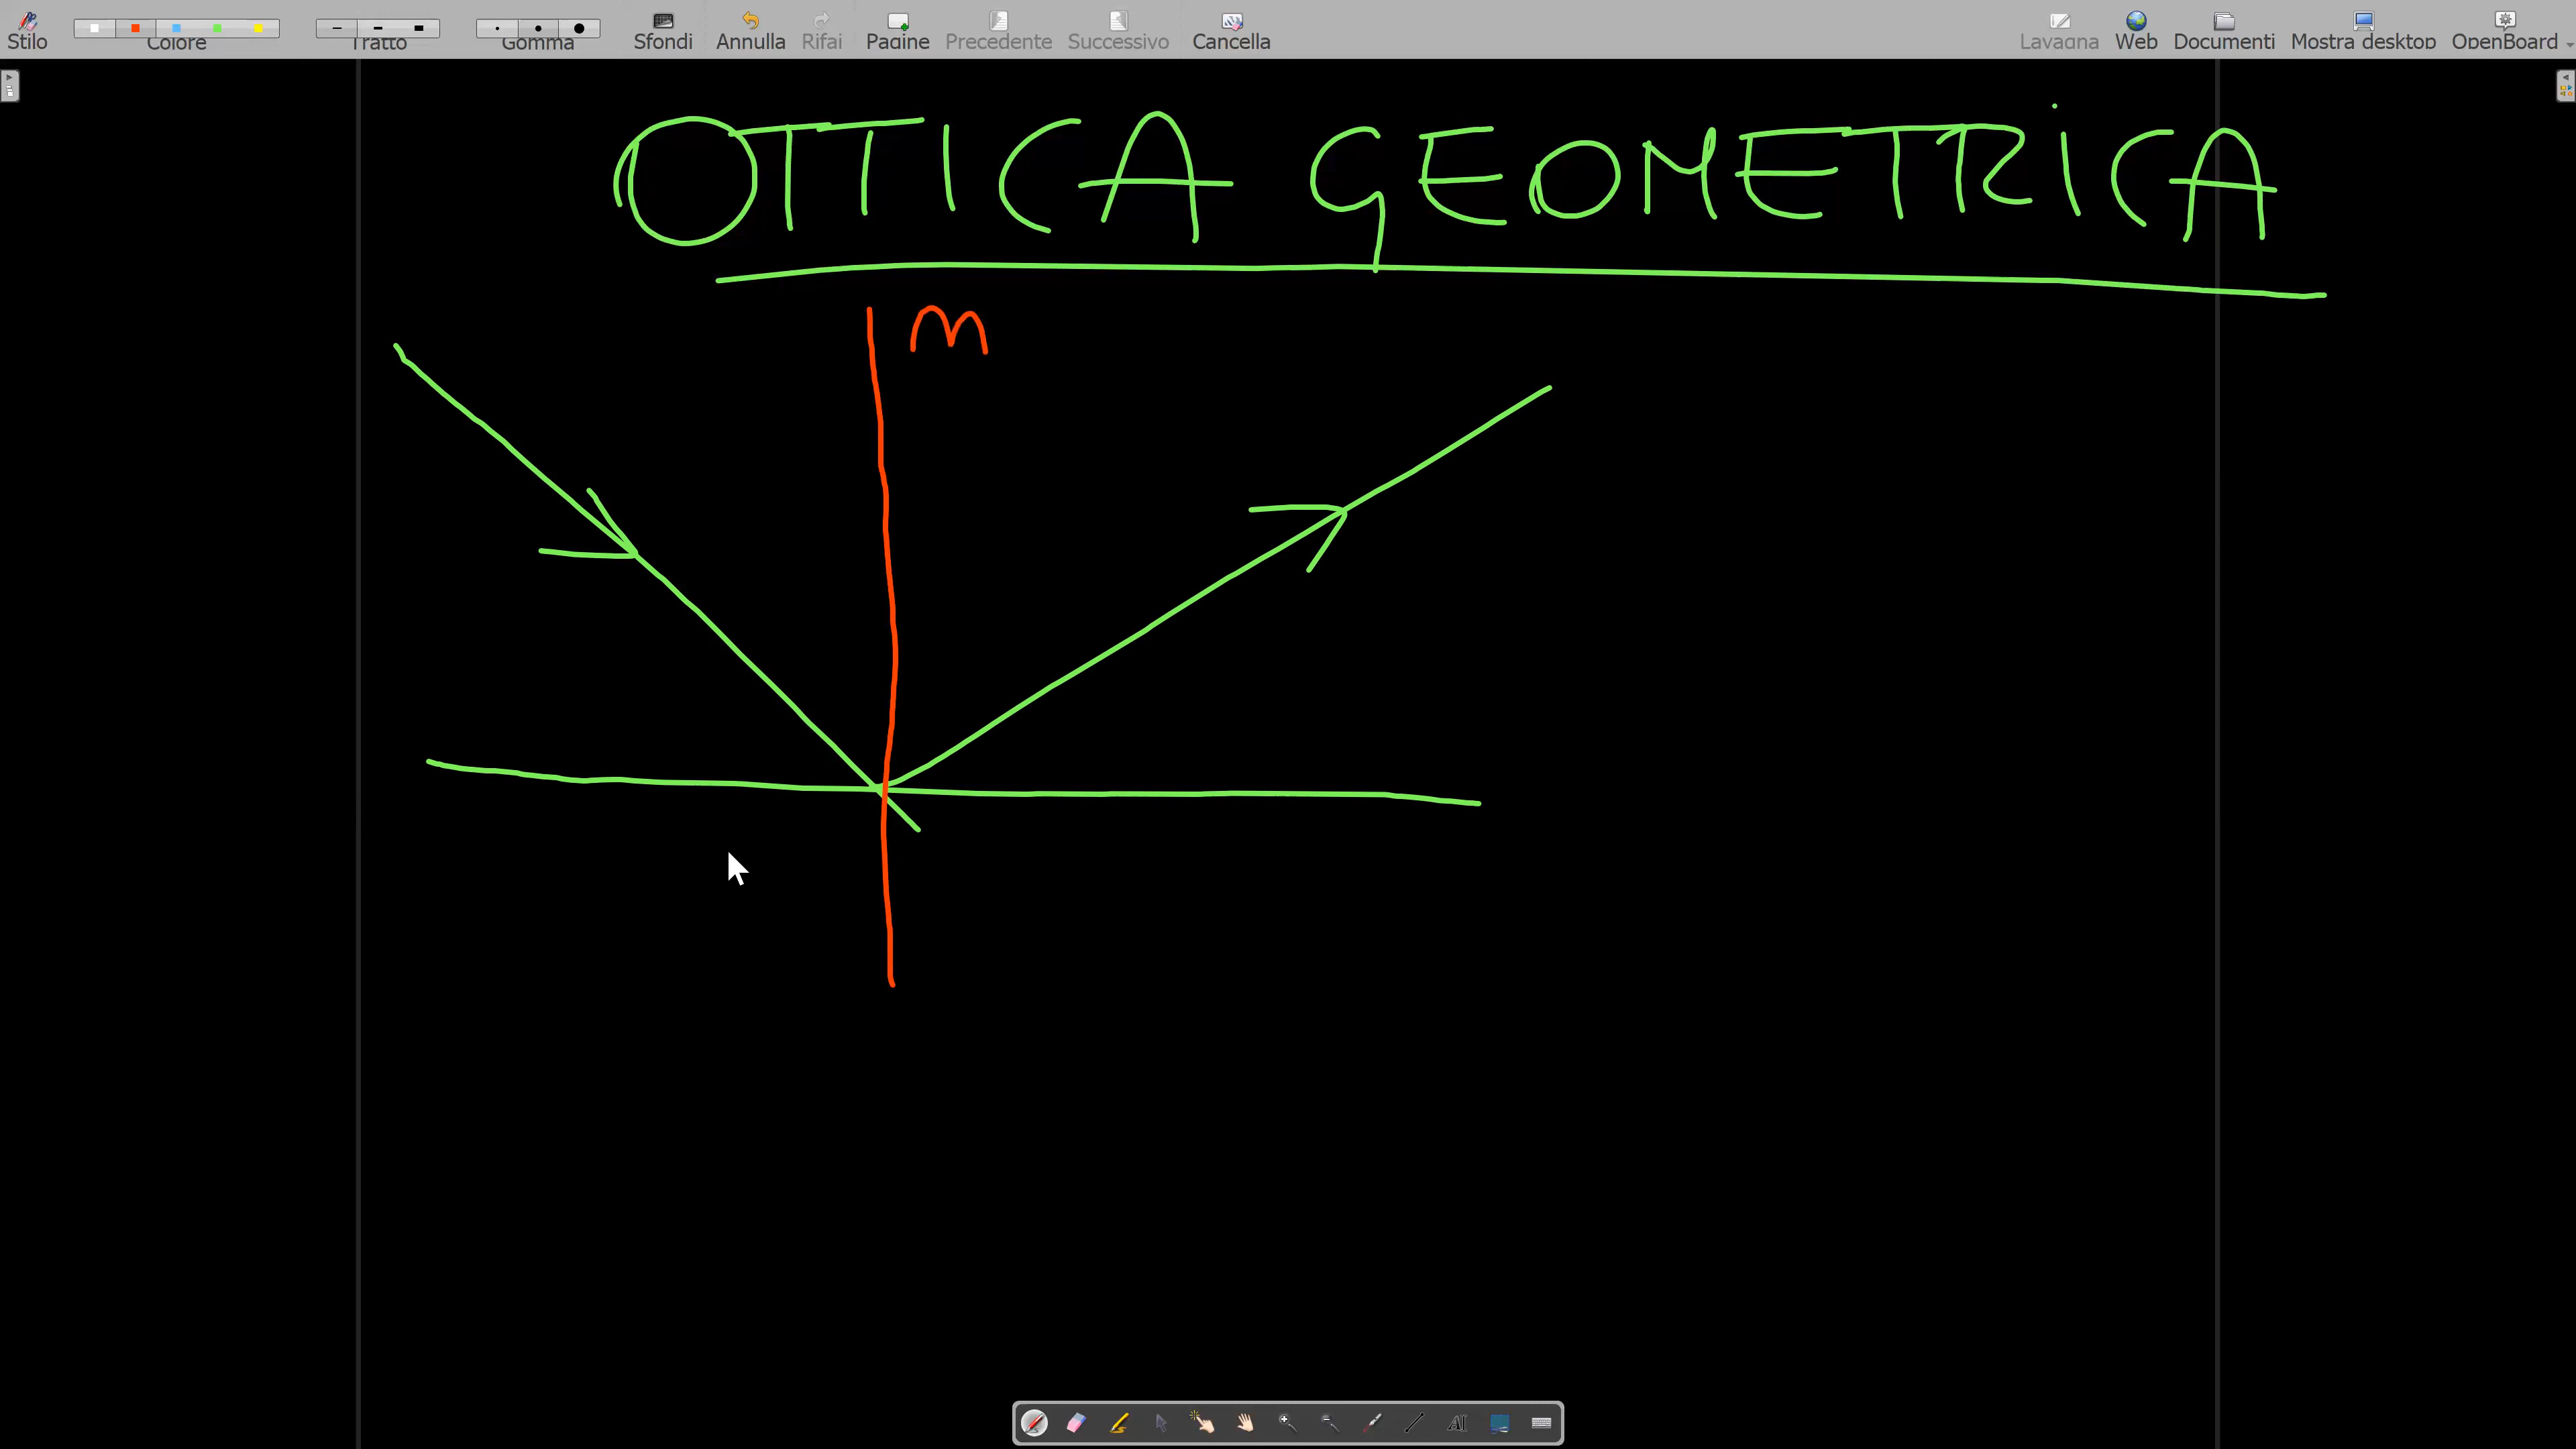 Stilo Colore Tratto Gomma Sfondi Annulla Rifai Pagine Precedente Successivo Cancella Lavagna Web Documenti Mostra desktop OpenBoard
OTTICA GEOMETRICA
m
AI